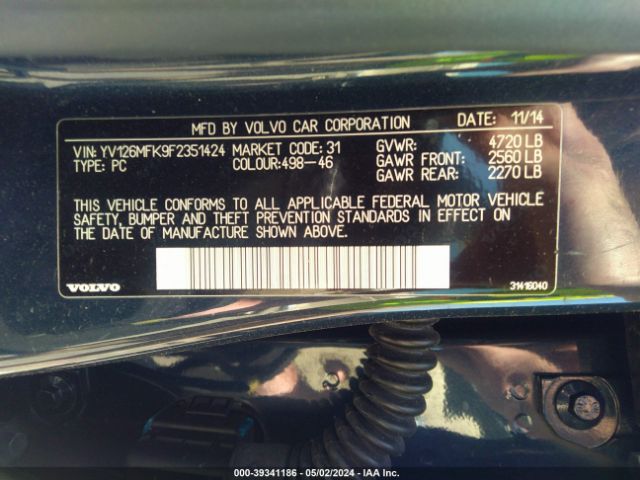 MFD BY VOLVO CAR CORPORATION DATE: 11/14
VIN: YV126MFK9F2351424 MARKET CODE: 31 GVWR: 4720 LB
TYPE: PC COLOUR:498-46 GAWR FRONT: 2560 LB
GAWR REAR: 2270 LB
THIS VEHICLE CONFORMS TO ALL APPLICABLE FEDERAL MOTOR VEHICLE
SAFETY, BUMPER AND THEFT PREVENTION STANDARDS IN EFFECT ON
THE DATE OF MANUFACTURE SHOWN ABOVE.
VOLVO 31416040
000-39341186 - 05/02/2024 - IAA Inc.